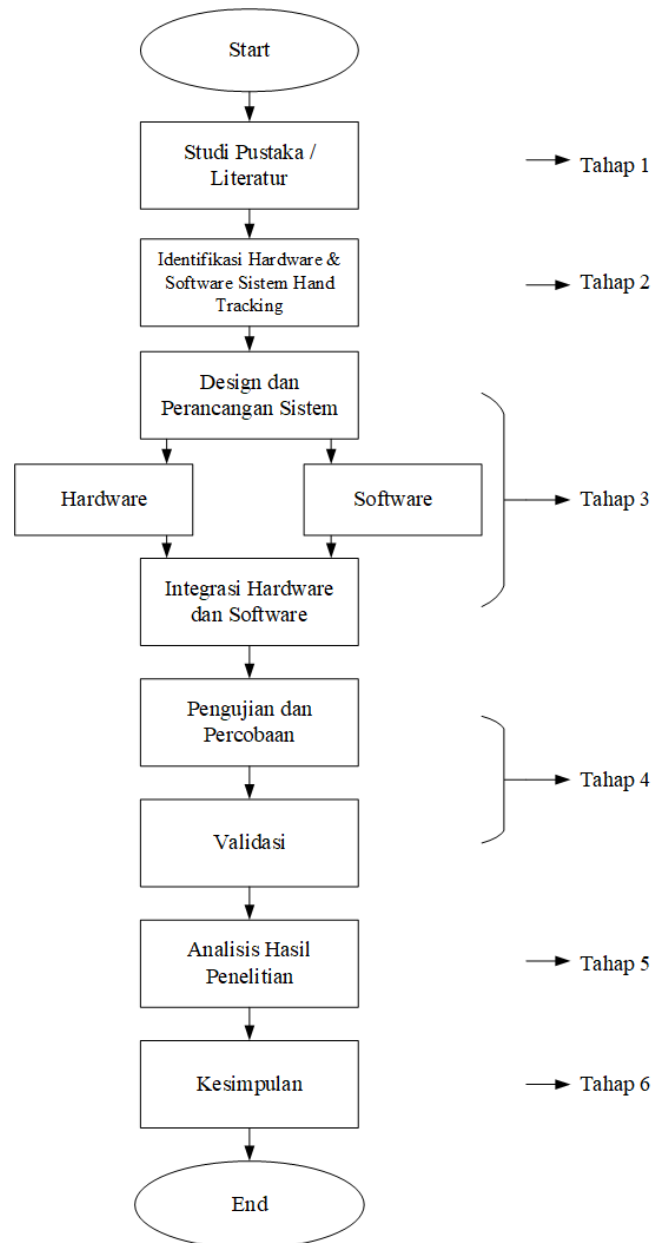 Start
Studi Pustaka /
Literatur
Tahap 1
Identifikasi Hardware &
Software Sistem Hand
Tracking
Tahap 2
Design dan
Perancangan Sistem
Hardware
Software
Tahap 3
Integrasi Hardware
dan Software
Pengujian dan
Percobaan
Tahap 4
Validasi
Analisis Hasil
Penelitian
Tahap 5
Kesimpulan
Tahap 6
End